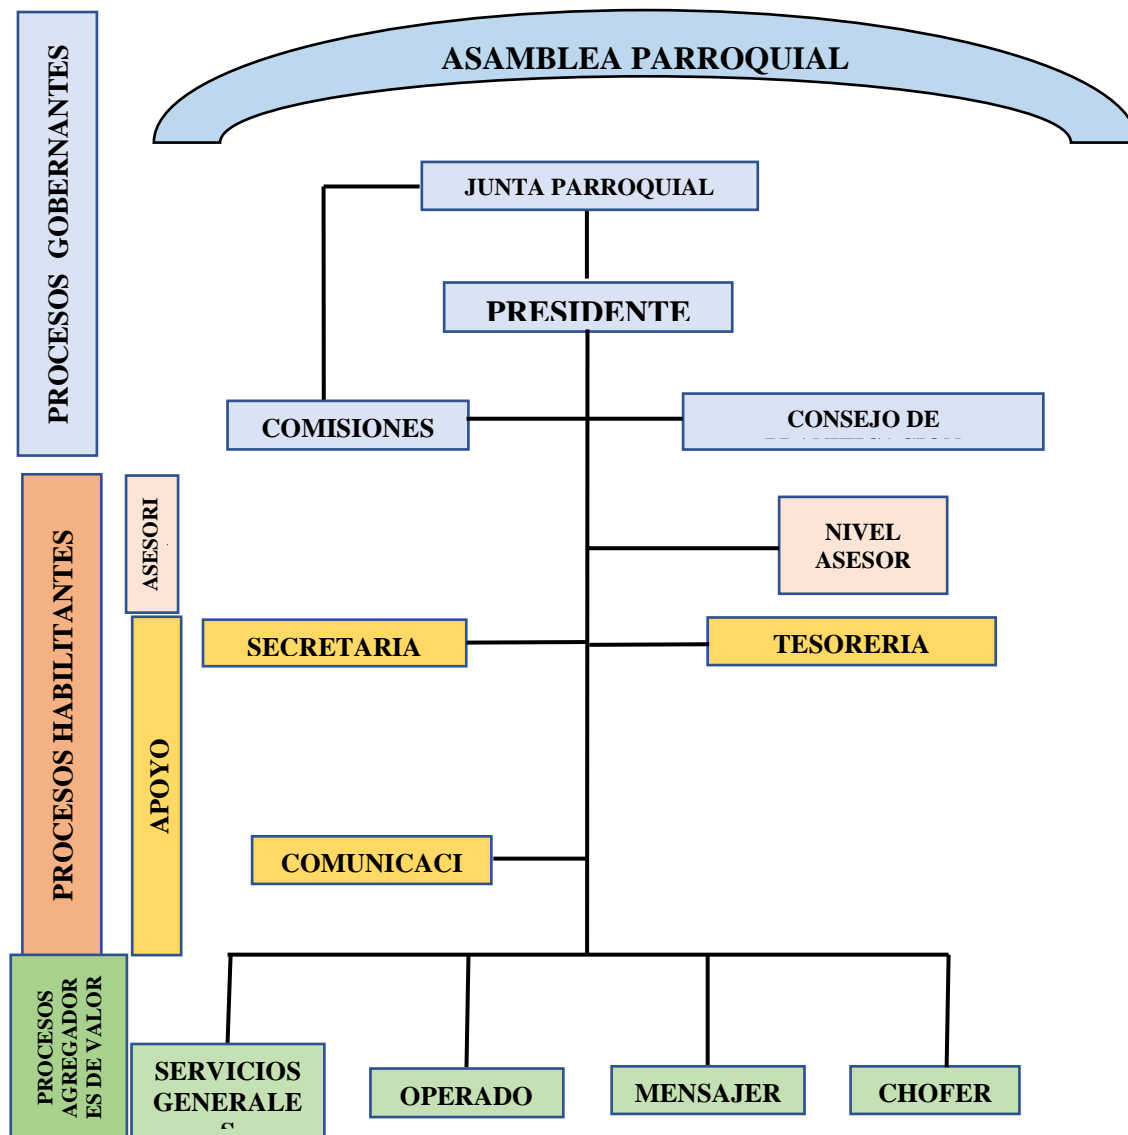 ASAMBLEA PARROQUIAL
PROCESOS GOBERNANTES
JUNTA PARROQUIAL
PRESIDENTE
COMISIONES
CONSEJO DE
PROCESOS HABILITANTES
ASESORI
NIVEL
ASESOR
APOYO
SECRETARIA
TESORERIA
COMUNICACI
PROCESOS
AGREGADOR
ES DE VALOR
SERVICIOS
GENERALE
S
OPERADO
MENSAJER
CHOFER